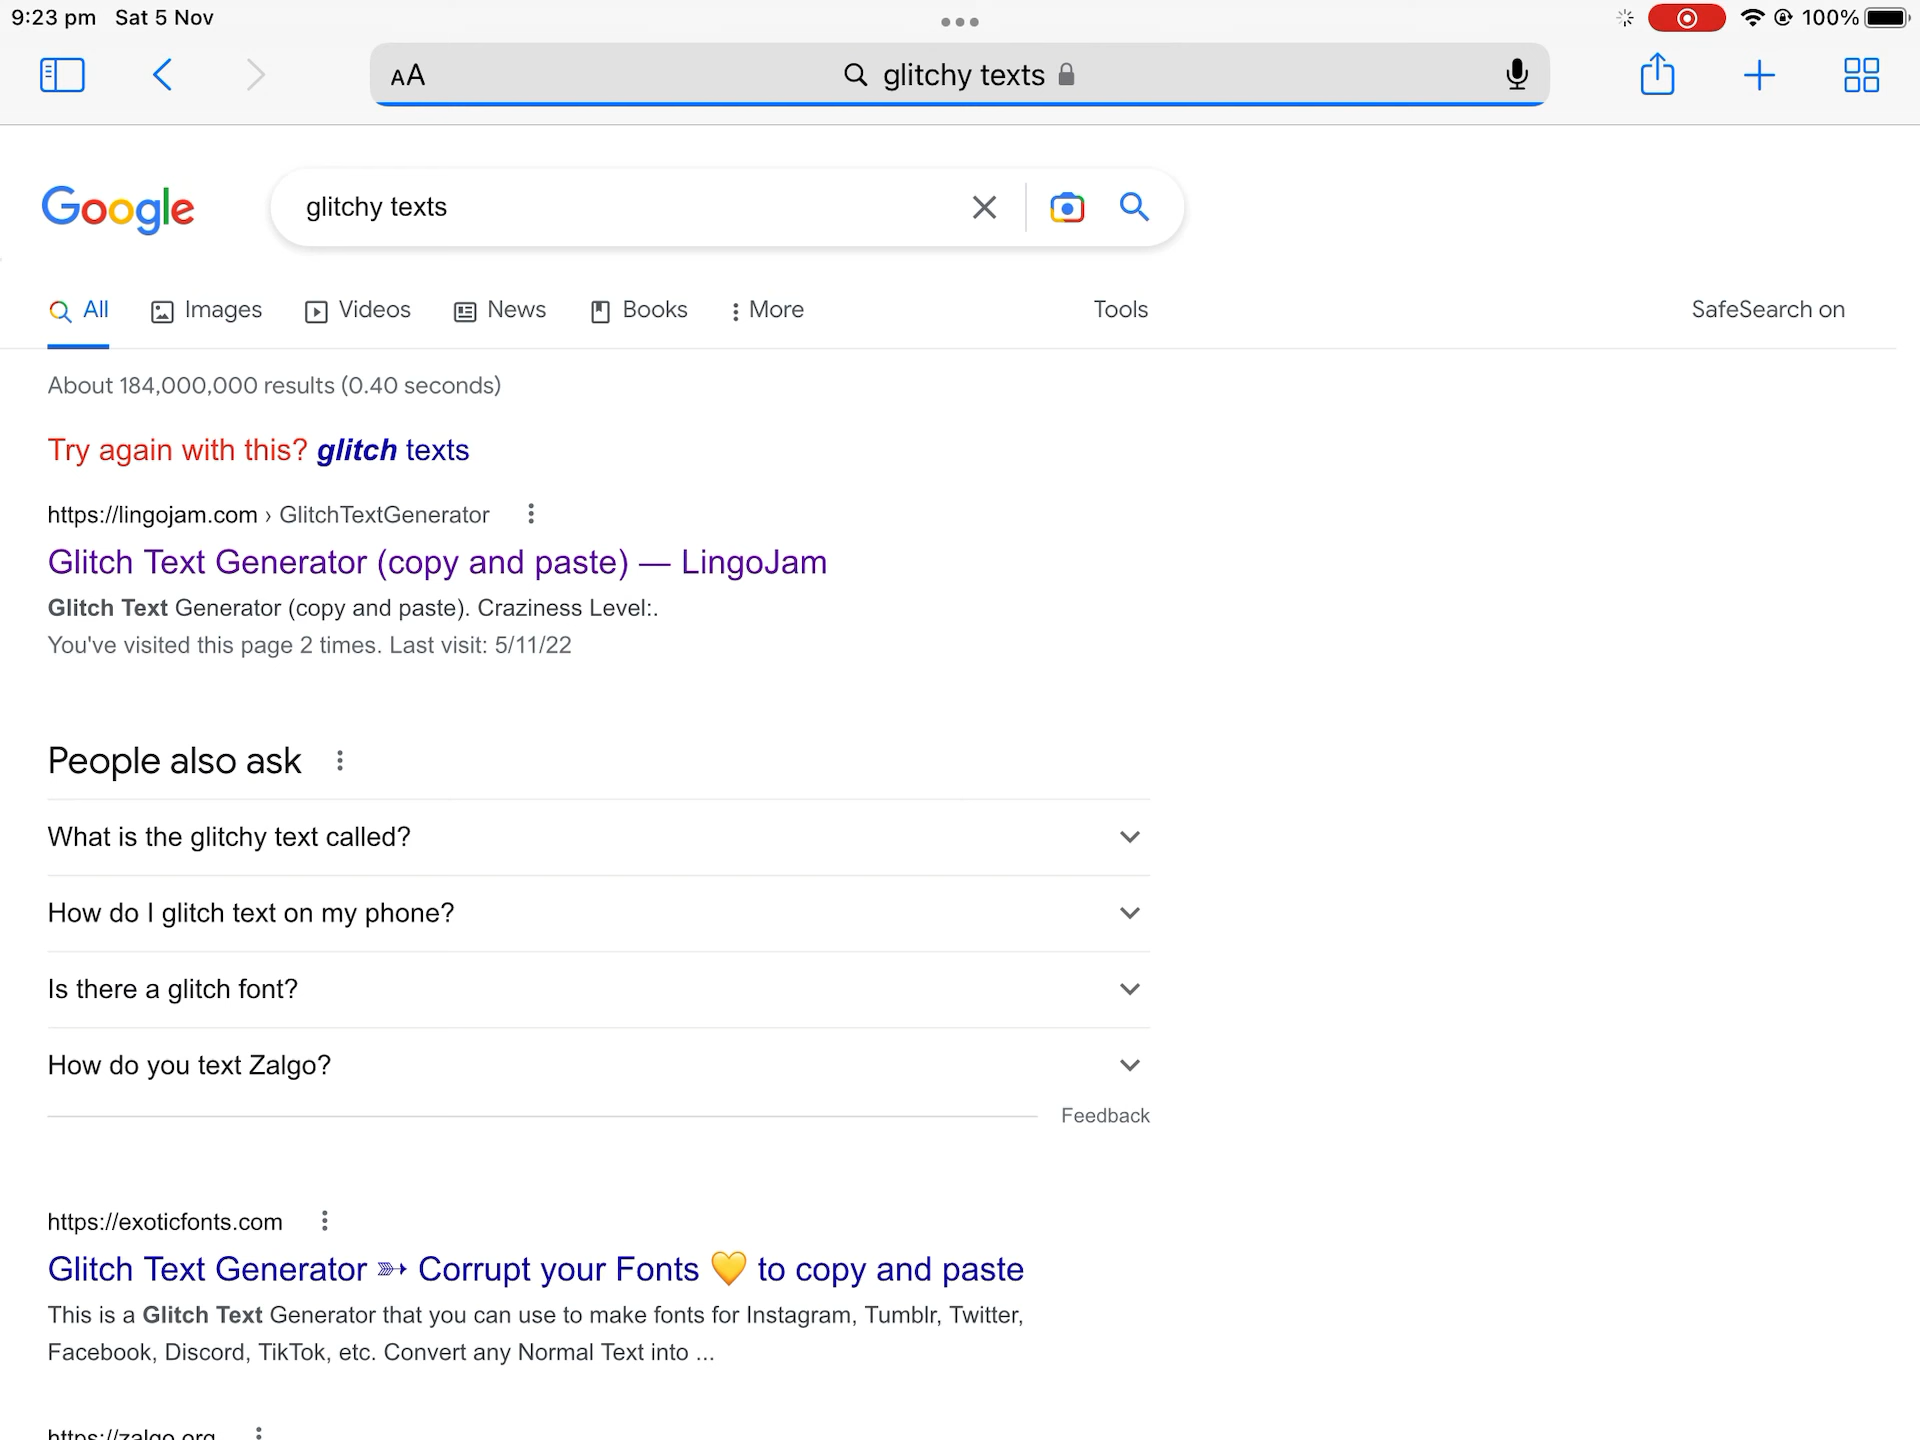 9:23 pm Sat 5 Nov
100%
AA glitchy texts
Google glitchy texts
All Images Videos News Books More Tools SafeSearch on
About 184,000,000 results (0.40 seconds)
Try again with this? glitch texts
https://lingojam.com › GlitchTextGenerator
Glitch Text Generator (copy and paste) — LingoJam
Glitch Text Generator (copy and paste). Craziness Level:.
You've visited this page 2 times. Last visit: 5/11/22
People also ask
What is the glitchy text called?
How do I glitch text on my phone?
Is there a glitch font?
How do you text Zalgo?
Feedback
https://exoticfonts.com
Glitch Text Generator ➳ Corrupt your Fonts 💛 to copy and paste
This is a Glitch Text Generator that you can use to make fonts for Instagram, Tumblr, Twitter,
Facebook, Discord, TikTok, etc. Convert any Normal Text into ...
https://zalgo.org